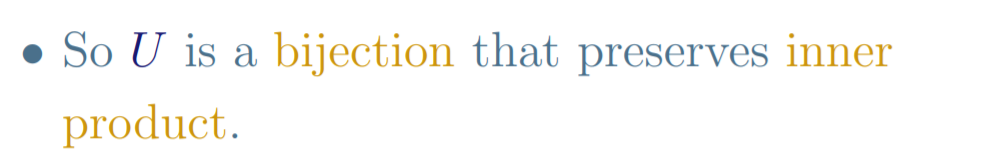 • So U is a bijection that preserves inner
product.